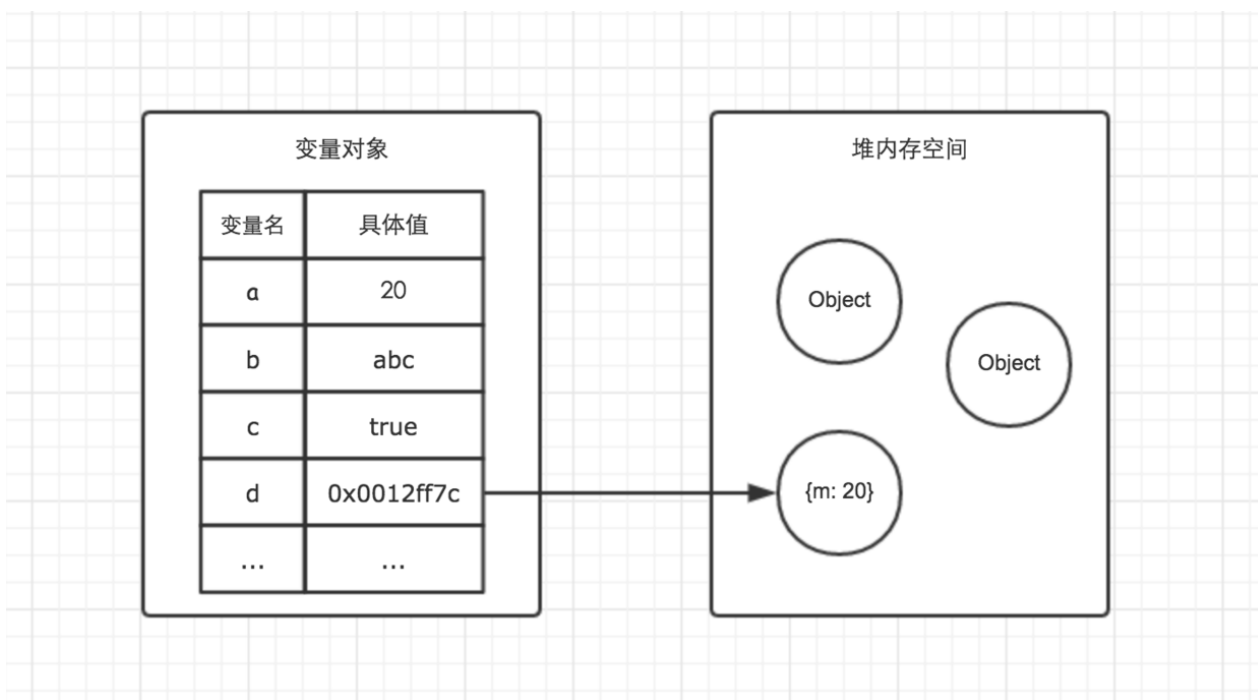 变量对象
变量名 具体值
a 20
b abc
c true
d 0x0012ff7c
... ...
堆内存空间
Object
Object
{m: 20}